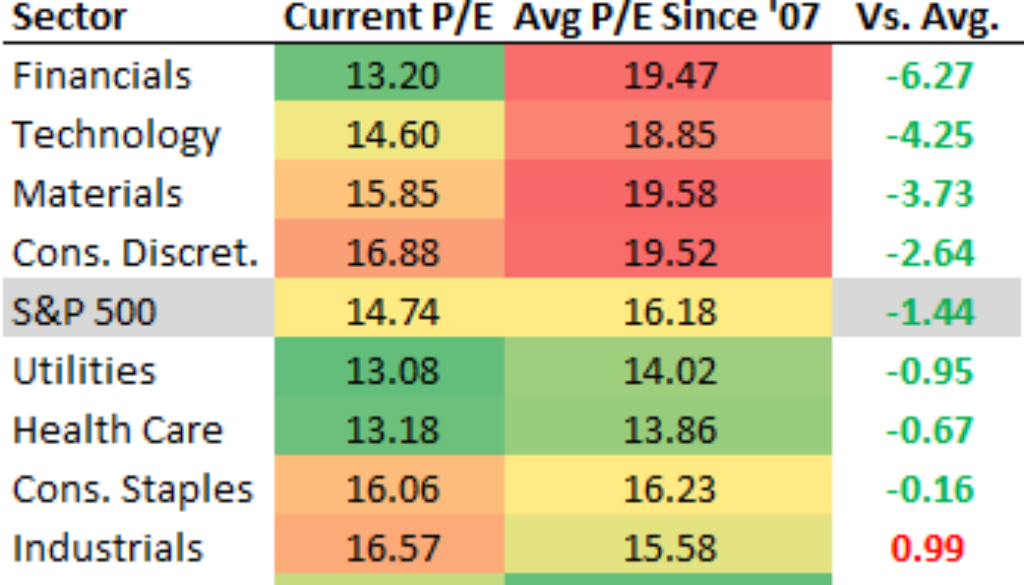 Sector Current P/E Avg P/E Since '07 Vs. Avg.
Financials 13.20 19.47 -6.27
Technology 14.60 18.85 -4.25
Materials 15.85 19.58 -3.73
Cons. Discret. 16.88 19.52 -2.64
S&P 500 14.74 16.18 -1.44
Utilities 13.08 14.02 -0.95
Health Care 13.18 13.86 -0.67
Cons. Staples 16.06 16.23 -0.16
Industrials 16.57 15.58 0.99